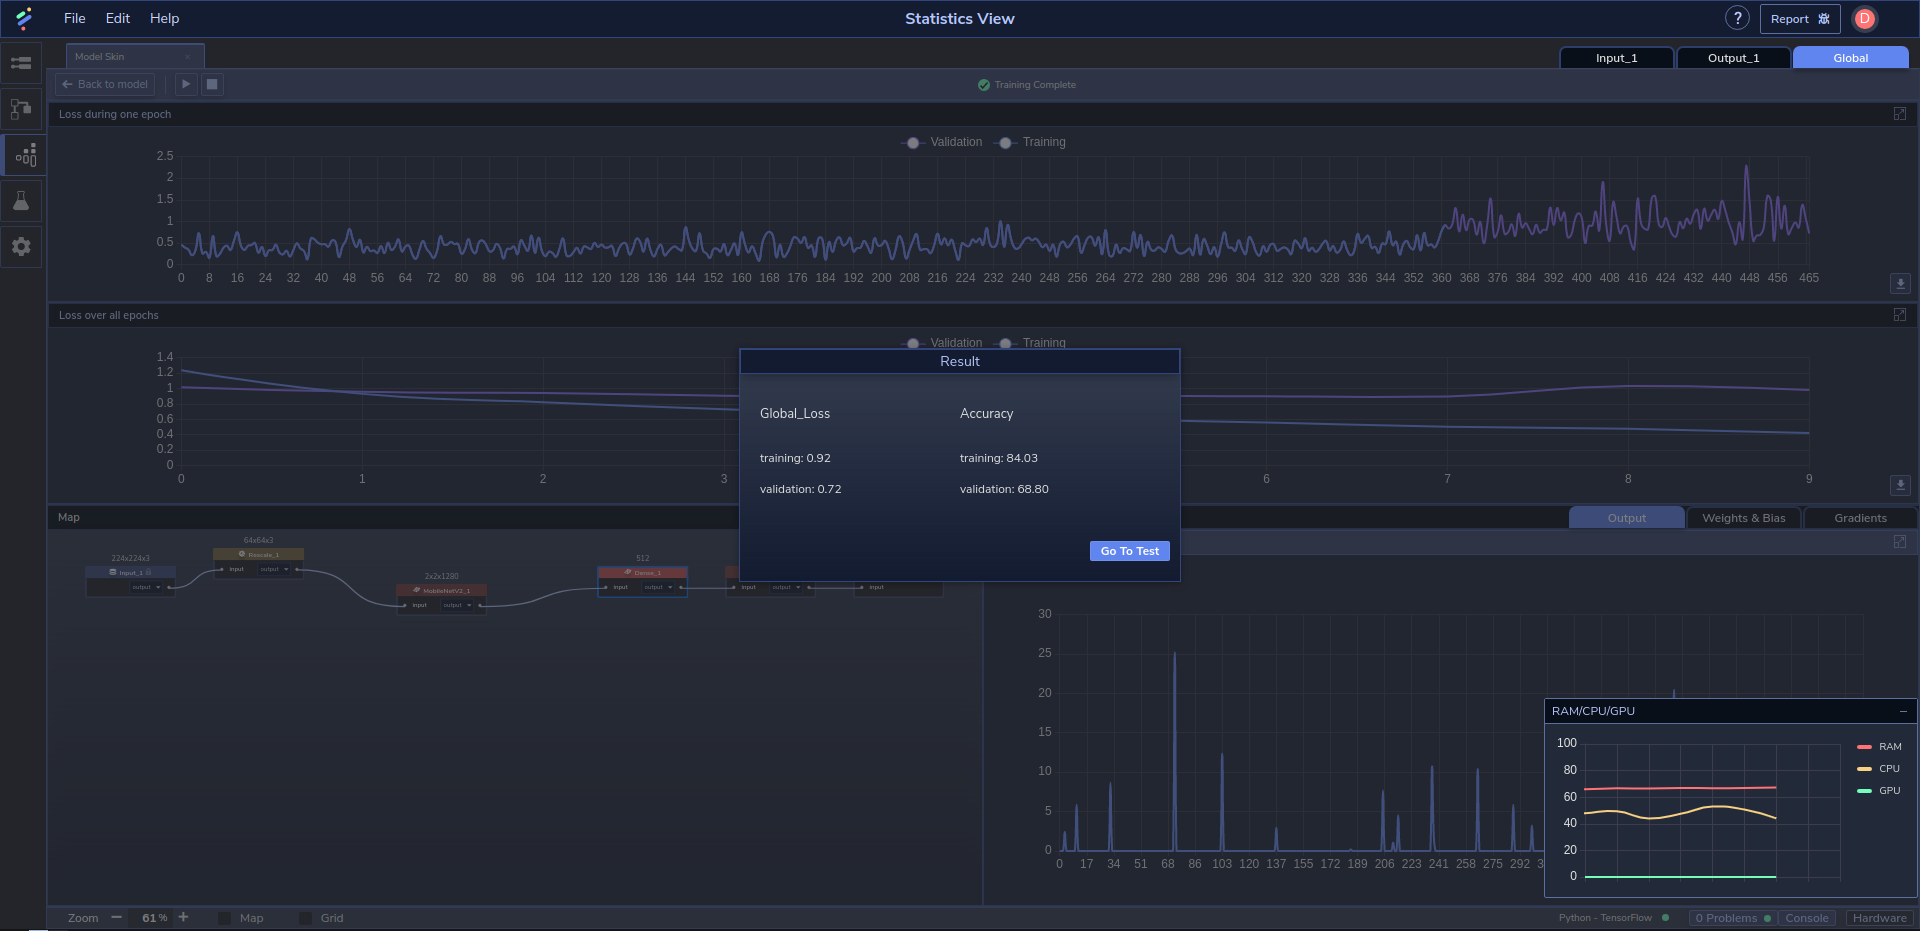 File Edit Help
Statistics View
? Report D
Model Skin ×
Input_1 Output_1 Global
Back to model
Training Complete
Loss during one epoch
Validation Training
2.5
2
1.5
1
0.5
0
0 8 16 24 32 40 48 56 64 72 80 88 96 104 112 120 128 136 144 152 160 168 176 184 192 200 208 216 224 232 240 248 256 264 272 280 288 296 304 312 320 328 336 344 352 360 368 376 384 392 400 408 416 424 432 440 448 456 465
Loss over all epochs
Validation Training
1.4
1.2
1
0.8
0.6
0.4
0.2
0
0 1 2 3 6 7 8 9
Result
Global_Loss Accuracy
training: 0.92 training: 84.03
validation: 0.72 validation: 68.80
Go To Test
Map
Output Weights & Bias Gradients
224x224x3
Input_1
output
64x64x3
Rescale_1
input output
2x2x1280
MobileNetV2_1
input output
512
Dense_1
input output
input output
input
30
25
20
15
10
5
0
0 17 34 51 68 86 103 120 137 155 172 189 206 223 241 258 275 292 3
RAM/CPU/GPU –
100
80
60
40
20
0
RAM
CPU
GPU
Zoom − 61 % + Map Grid
Python - TensorFlow 0 Problems Console Hardware